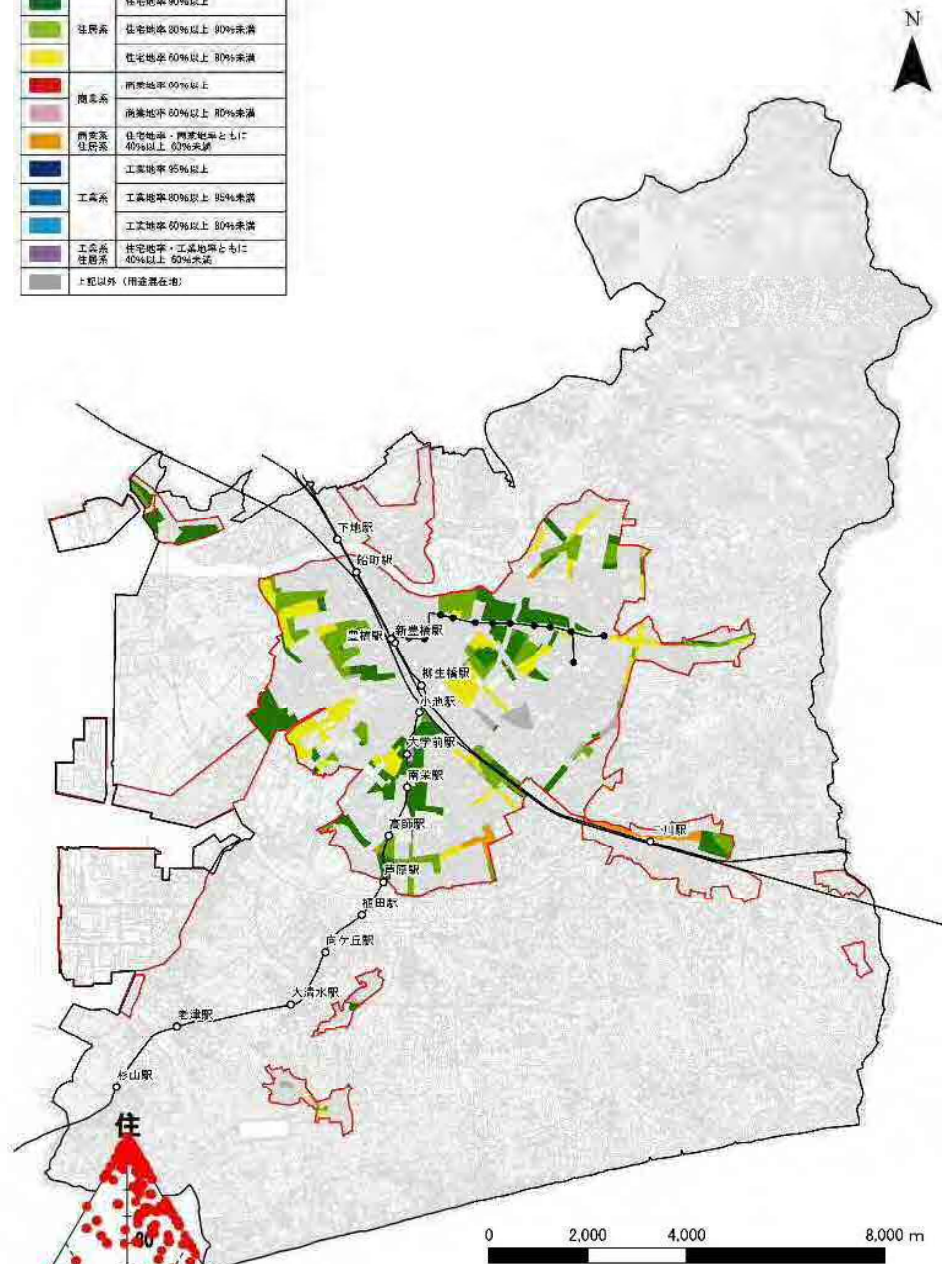 住宅地率 90%以上
住居系
住宅地率 80%以上 90%未満
住宅地率 60%以上 80%未満
商業系
商業地率 60%以上 80%未満
商業系
住居系
住宅地率・商業地率ともに
40%以上 60%未満
工業地率 95%以上
工業系
工業地率 80%以上 95%未満
工業地率 60%以上 80%未満
工業系
住居系
住宅地率・工業地率ともに
40%以上 60%未満
上記以外（用途混在地）
N
下地駅
船町駅
豊橋駅
新豊橋駅
柳生橋駅
小池駅
大学前駅
南栄駅
高師駅
二川駅
芦原駅
植田駅
向ケ丘駅
大清水駅
老津駅
杉山駅
住
80
0 2,000 4,000 8,000 m